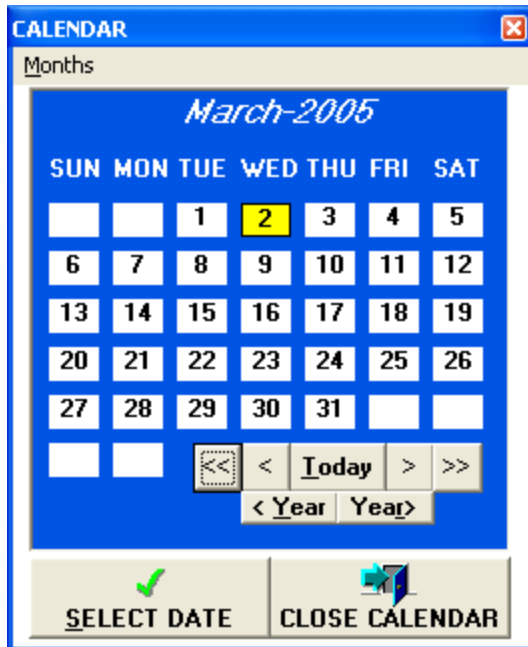 CALENDAR
Months
March-2005
SUN MON TUE WED THU FRI SAT
1 2 3 4 5
6 7 8 9 10 11 12
13 14 15 16 17 18 19
20 21 22 23 24 25 26
27 28 29 30 31
<< < Today > >>
< Year Year>
SELECT DATE CLOSE CALENDAR